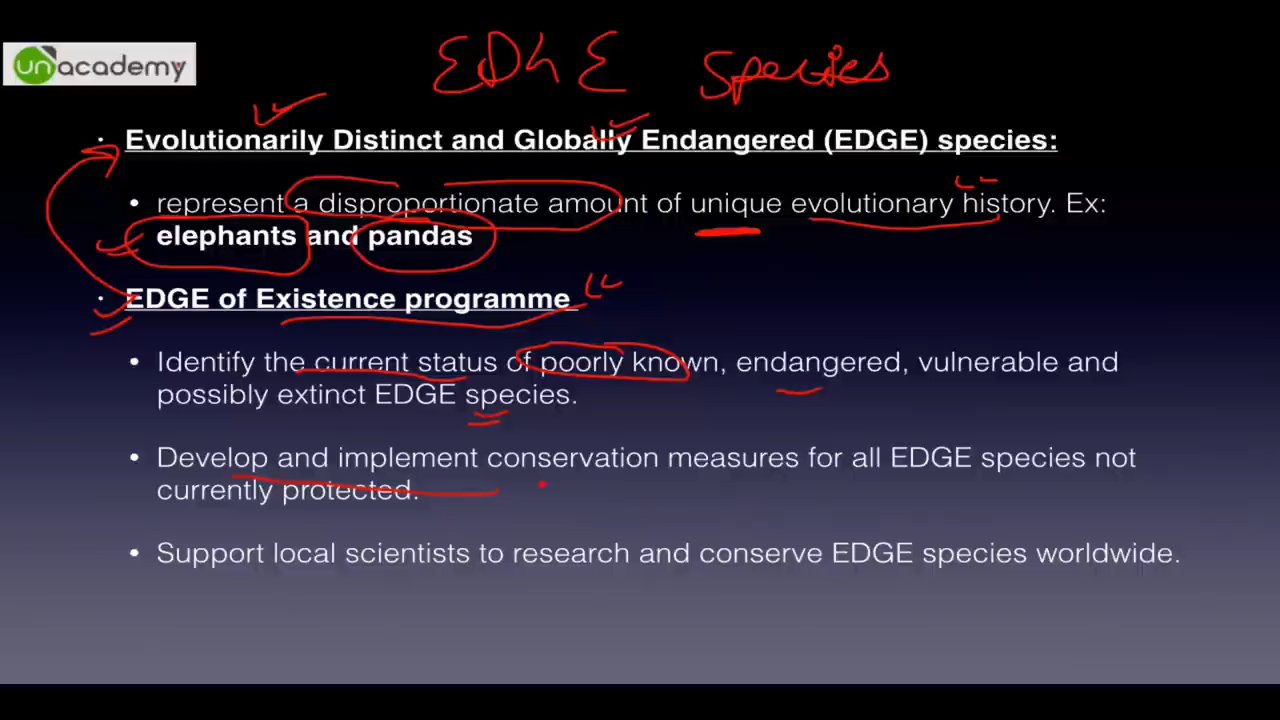 unacademy
EDGE species
· Evolutionarily Distinct and Globally Endangered (EDGE) species:
• represent a disproportionate amount of unique evolutionary history. Ex:
elephants and pandas
· EDGE of Existence programme
• Identify the current status of poorly known, endangered, vulnerable and
possibly extinct EDGE species.
• Develop and implement conservation measures for all EDGE species not
currently protected.
• Support local scientists to research and conserve EDGE species worldwide.